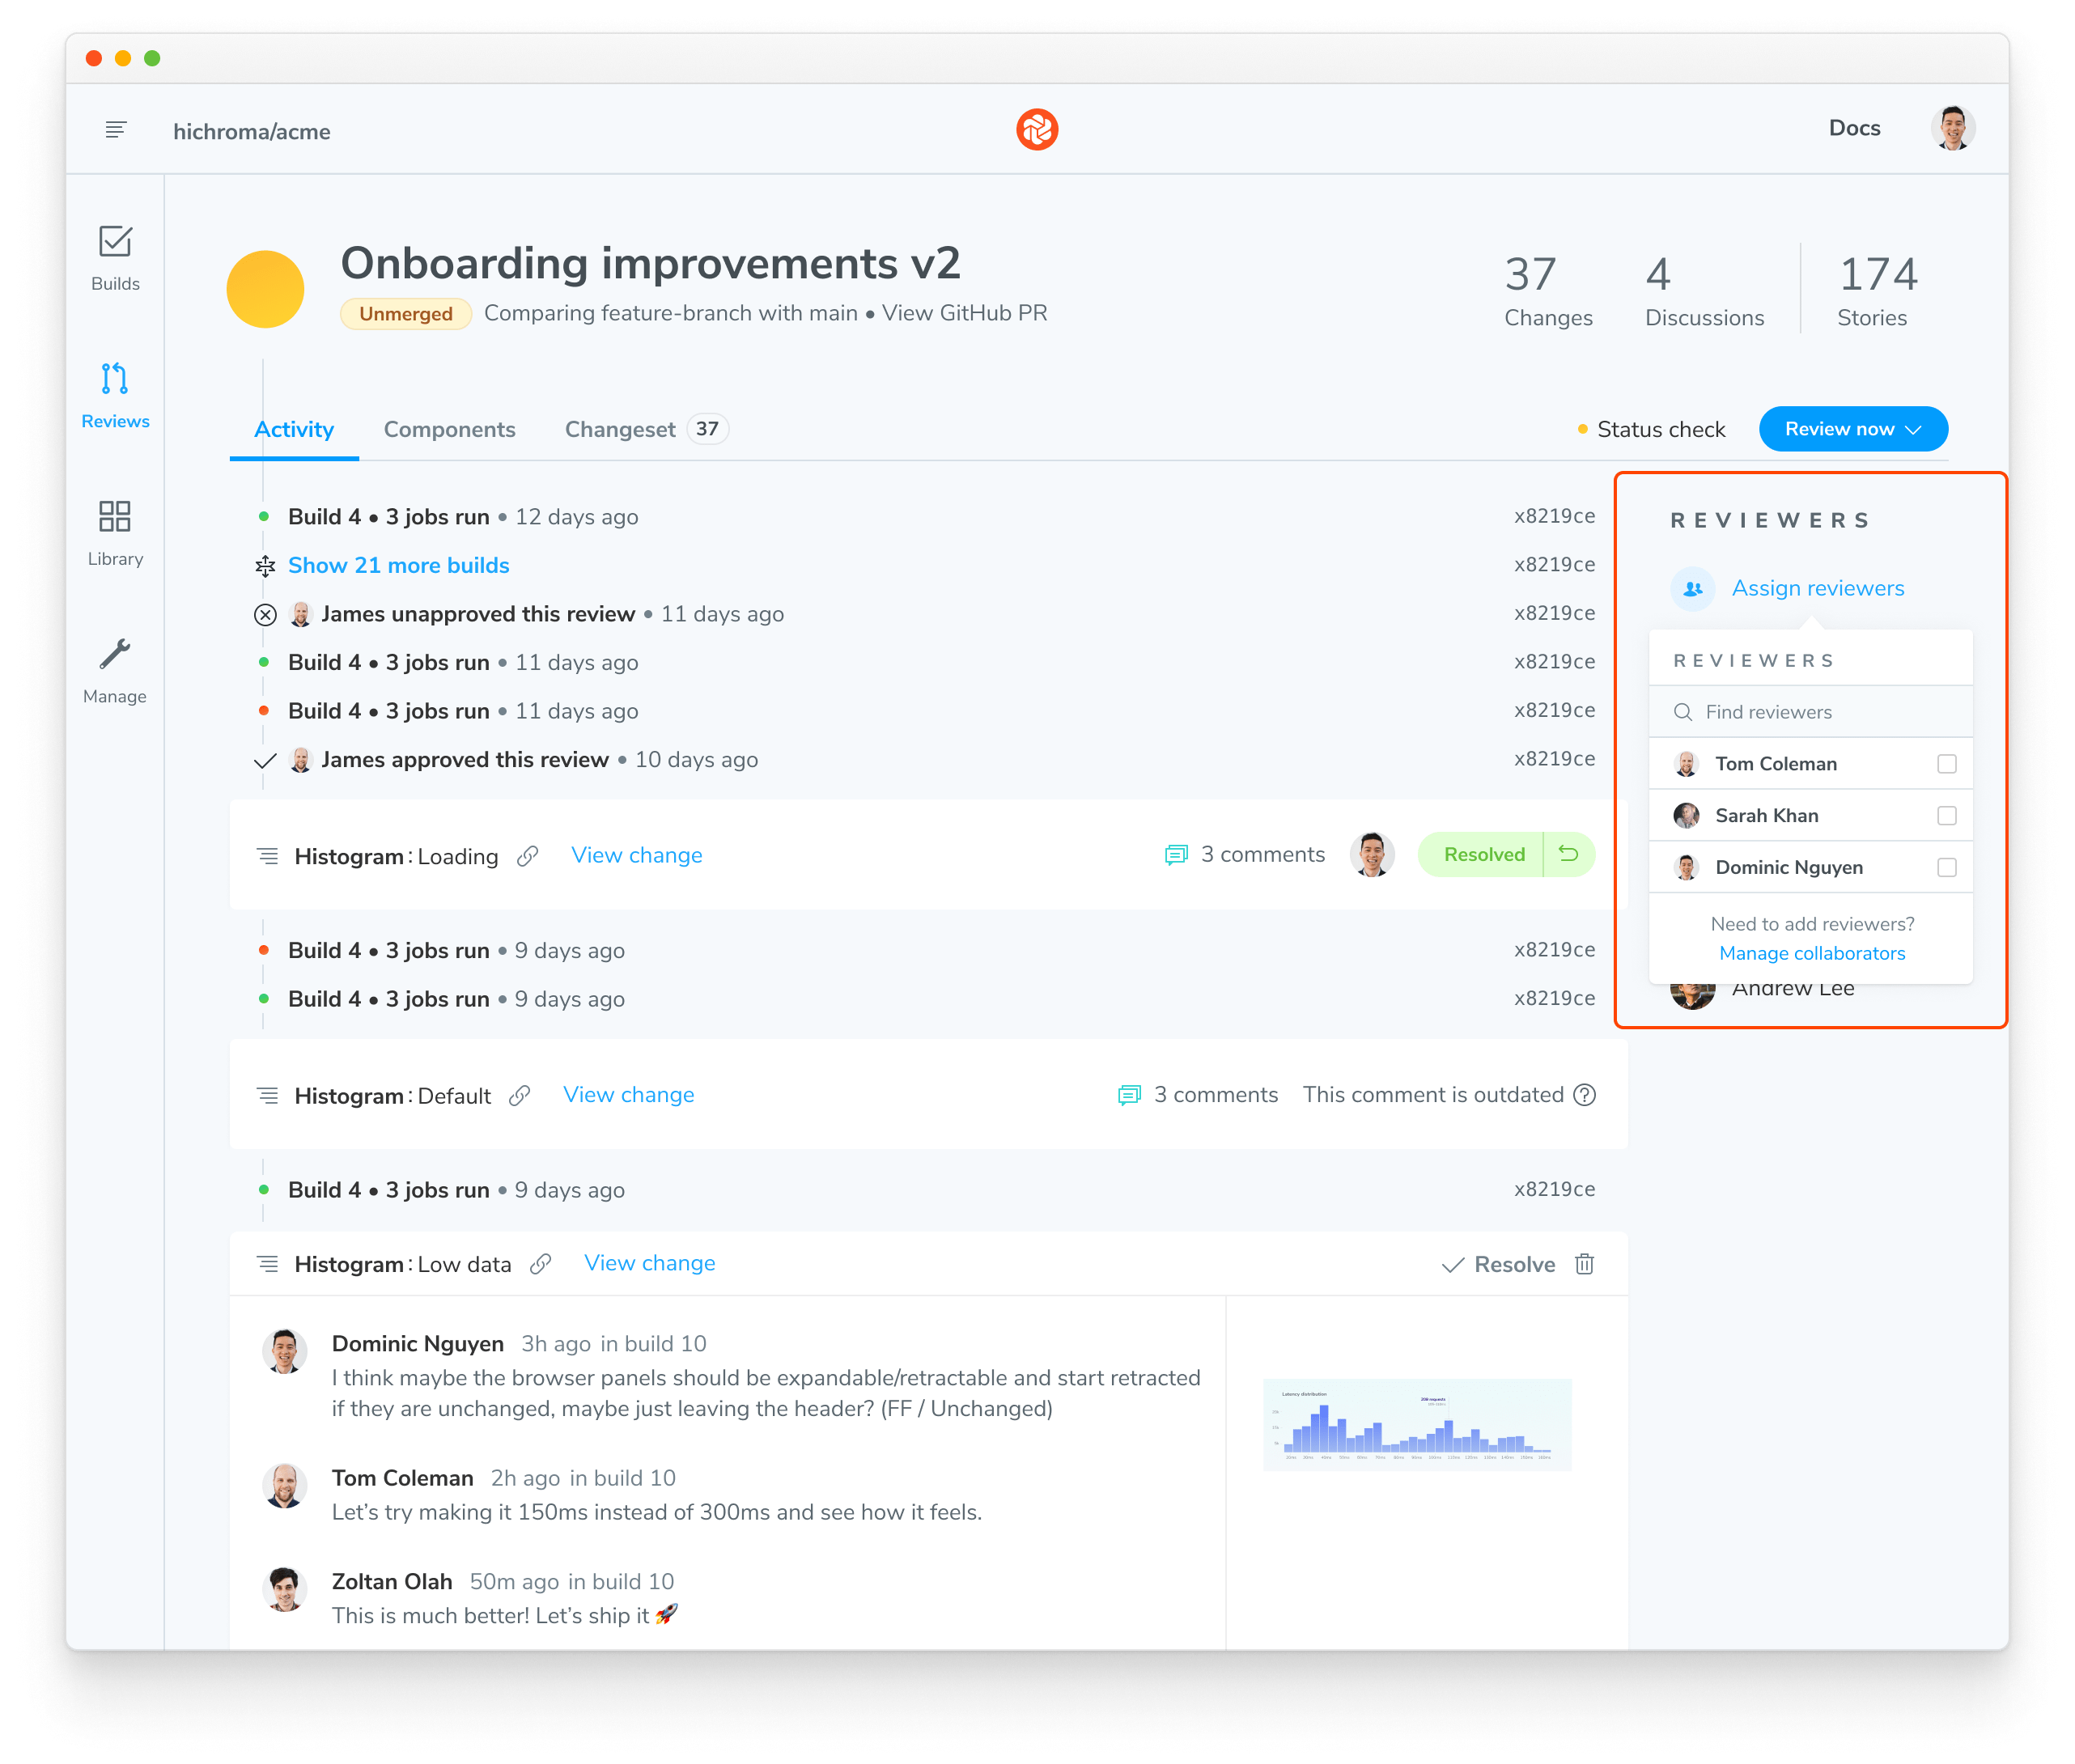 hichroma/acme
Docs
Builds
Reviews
Library
Manage
Onboarding improvements v2
Unmerged Comparing feature-branch with main • View GitHub PR
37 Changes
4 Discussions
174 Stories
Activity Components Changeset 37
Status check Review now
Build 4 • 3 jobs run • 12 days ago x8219ce
Show 21 more builds x8219ce
James unapproved this review • 11 days ago x8219ce
Build 4 • 3 jobs run • 11 days ago x8219ce
Build 4 • 3 jobs run • 11 days ago x8219ce
James approved this review • 10 days ago x8219ce
Histogram: Loading View change 3 comments Resolved
Build 4 • 3 jobs run • 9 days ago x8219ce
Build 4 • 3 jobs run • 9 days ago x8219ce
Histogram: Default View change 3 comments This comment is outdated
Build 4 • 3 jobs run • 9 days ago x8219ce
Histogram: Low data View change Resolve
Dominic Nguyen 3h ago in build 10
I think maybe the browser panels should be expandable/retractable and start retracted
if they are unchanged, maybe just leaving the header? (FF / Unchanged)
Tom Coleman 2h ago in build 10
Let’s try making it 150ms instead of 300ms and see how it feels.
Zoltan Olah 50m ago in build 10
This is much better! Let’s ship it 🚀
Latency distribution
REVIEWERS
Assign reviewers
REVIEWERS
Find reviewers
Tom Coleman
Sarah Khan
Dominic Nguyen
Need to add reviewers?
Manage collaborators
Andrew Lee